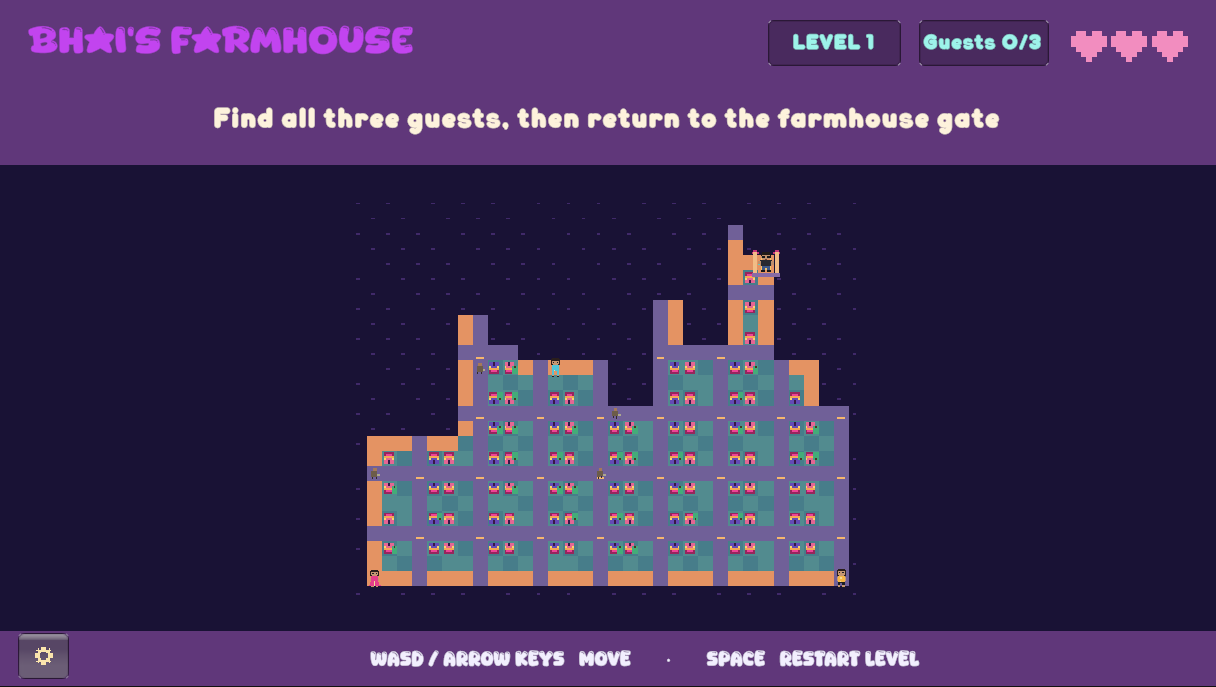 BH★I'S F★RMHOUSE
LEVEL 1
Guests 0/3
Find all three guests, then return to the farmhouse gate
WASD / ARROW KEYS MOVE · SPACE RESTART LEVEL